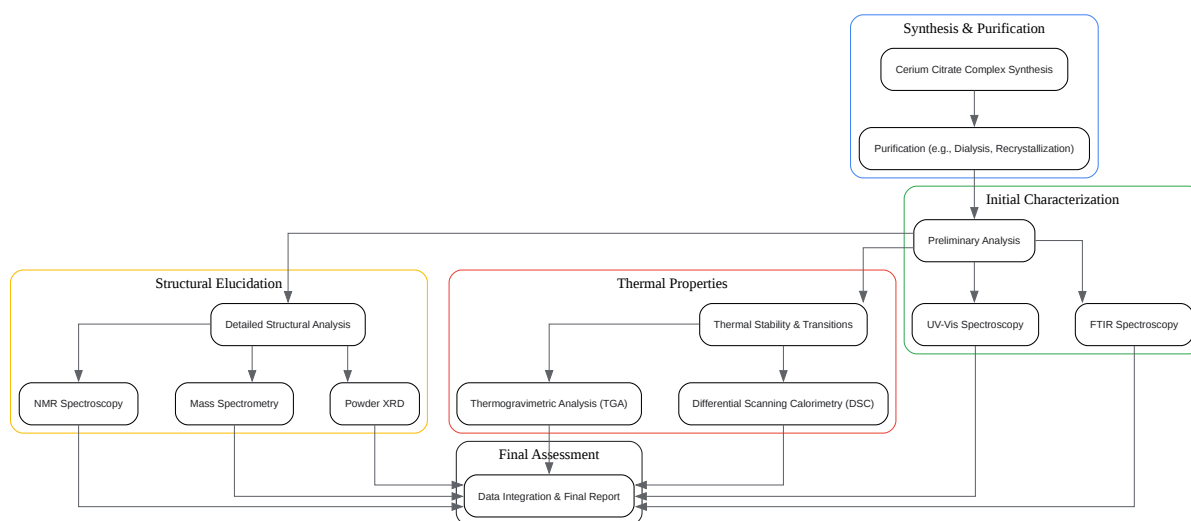 Synthesis & Purification
Cerium Citrate Complex Synthesis
Purification (e.g., Dialysis, Recrystallization)
Initial Characterization
Preliminary Analysis
Structural Elucidation
Thermal Properties
Detailed Structural Analysis
Thermal Stability & Transitions
UV-Vis Spectroscopy
FTIR Spectroscopy
NMR Spectroscopy
Mass Spectrometry
Powder XRD
Thermogravimetric Analysis (TGA)
Differential Scanning Calorimetry (DSC)
Final Assessment
Data Integration & Final Report